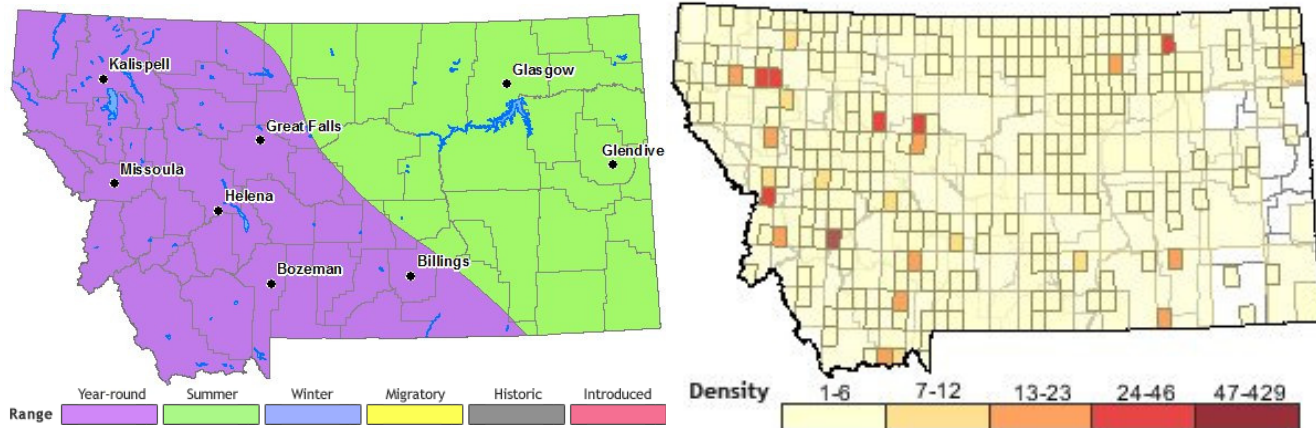 Kalispell
Glasgow
Great Falls
Glendive
Missoula
Helena
Billings
Bozeman
Range Year-round Summer Winter Migratory Historic Introduced
Density 1-6 7-12 13-23 24-46 47-429